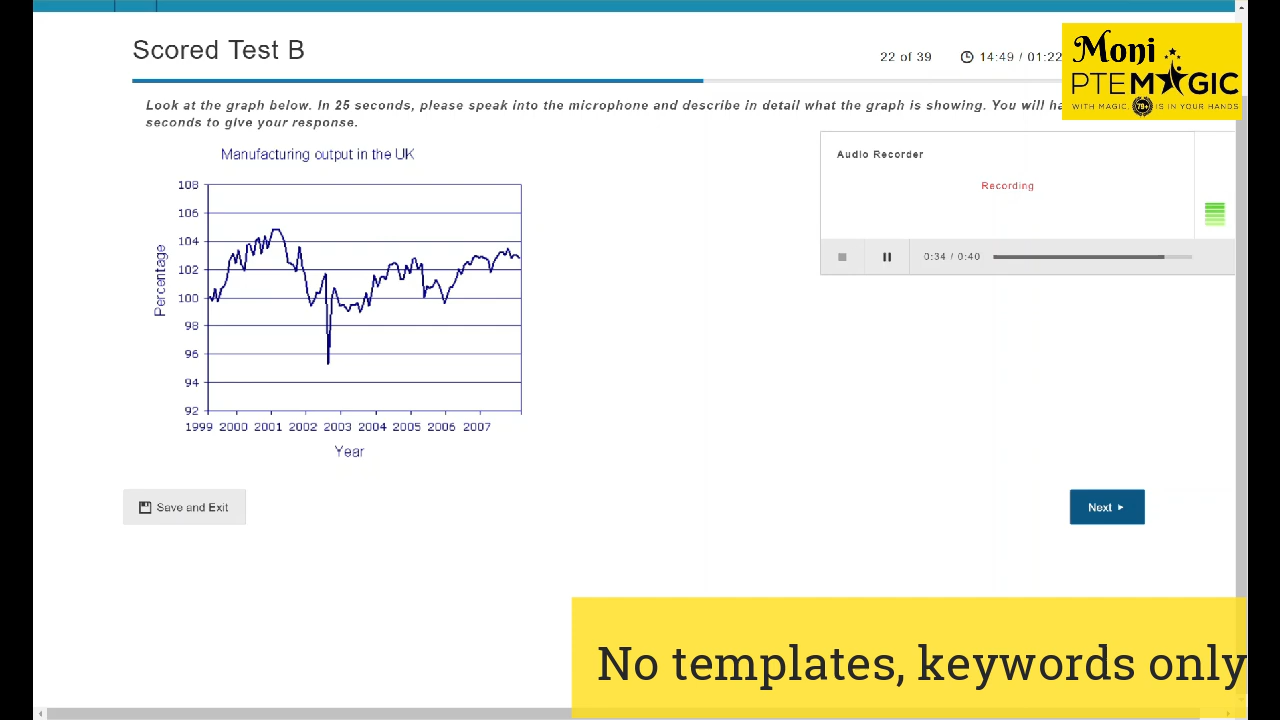 Scored Test B
22 of 39
14:49 / 01:22
Moni
PTE MAGIC
WITH MAGIC, 79+ IS IN YOUR HANDS
Look at the graph below. In 25 seconds, please speak into the microphone and describe in detail what the graph is showing. You will ha
seconds to give your response.
Manufacturing output in the UK
108
106
104
102
100
98
96
94
92
Percentage
1999 2000 2001 2002 2003 2004 2005 2006 2007
Year
Audio Recorder
Recording
0:34 / 0:40
Save and Exit
Next
No templates, keywords only